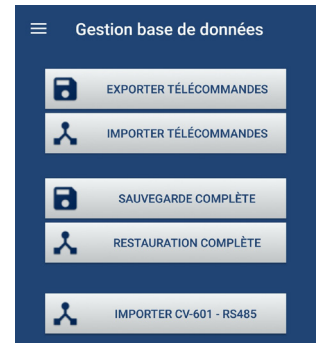 Gestion base de données
EXPORTER TÉLÉCOMMANDES
IMPORTER TÉLÉCOMMANDES
SAUVEGARDE COMPLÈTE
RESTAURATION COMPLÈTE
IMPORTER CV-601 - RS485